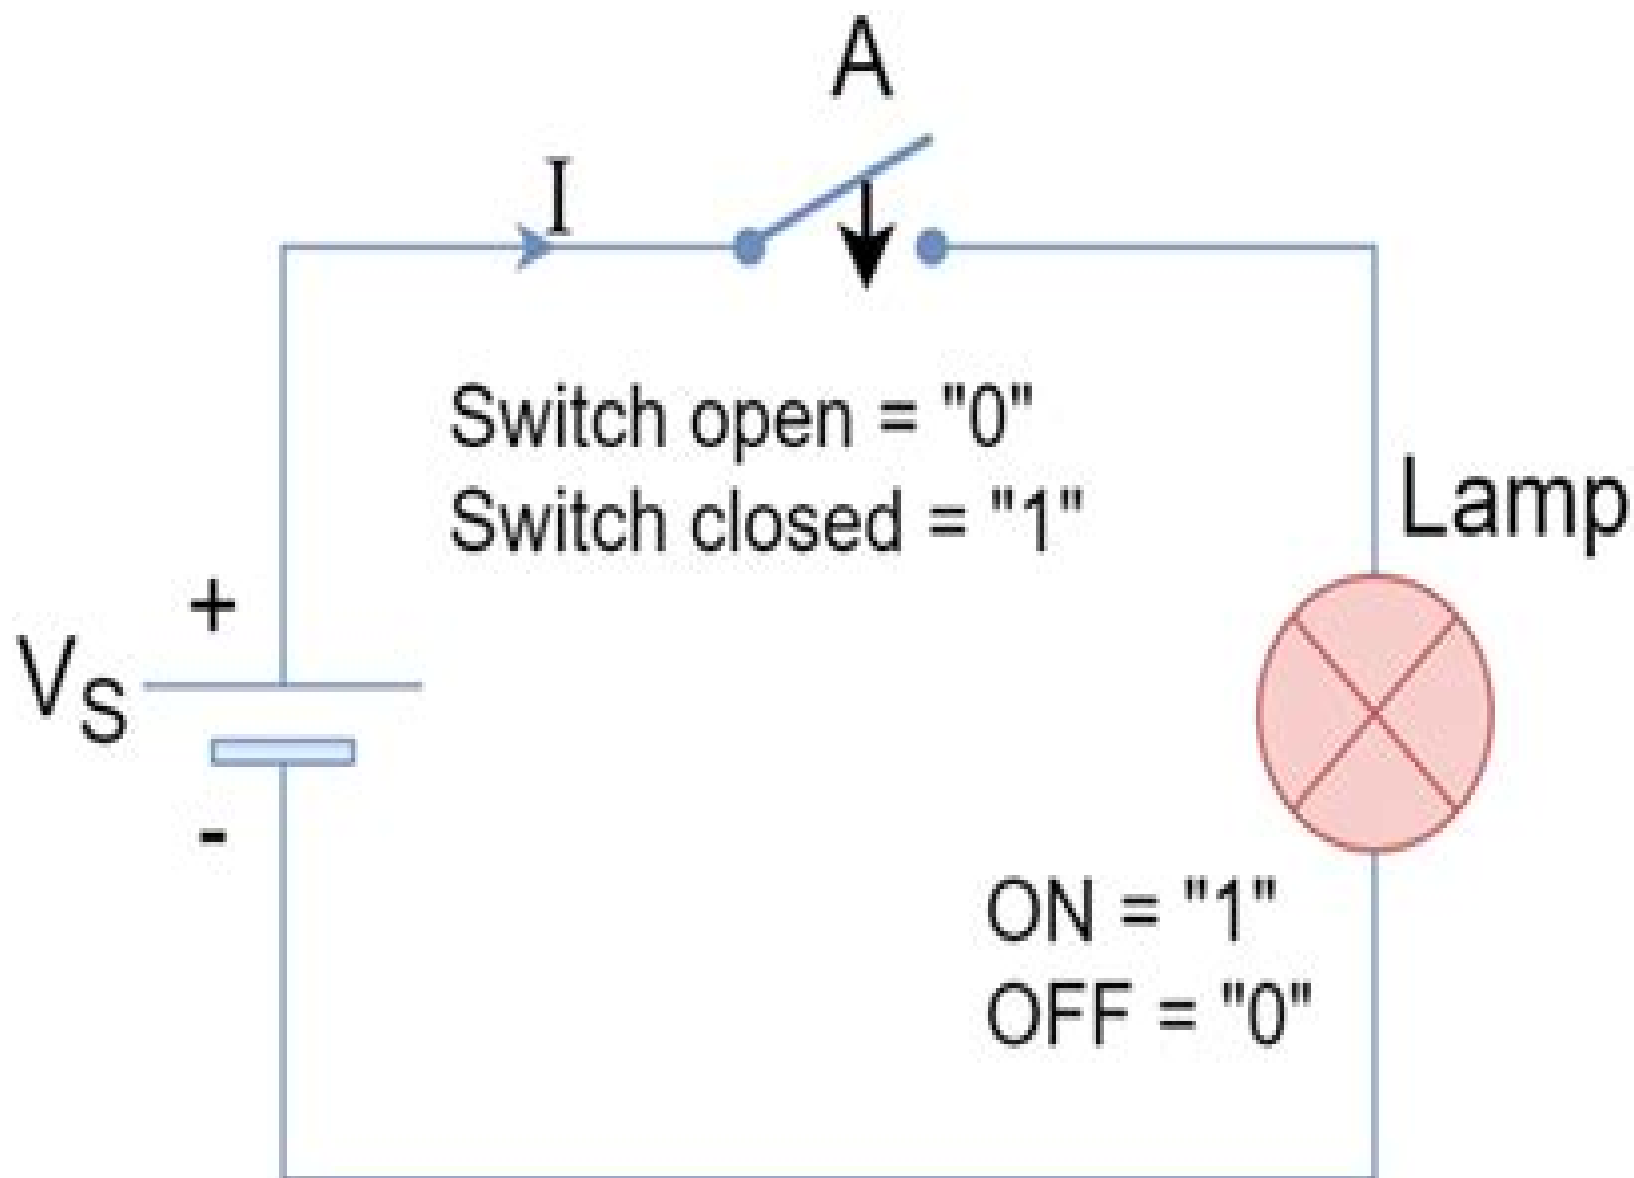 A
I
Switch open = "0"
Switch closed = "1"
Lamp
+
VS
-
ON = "1"
OFF = "0"